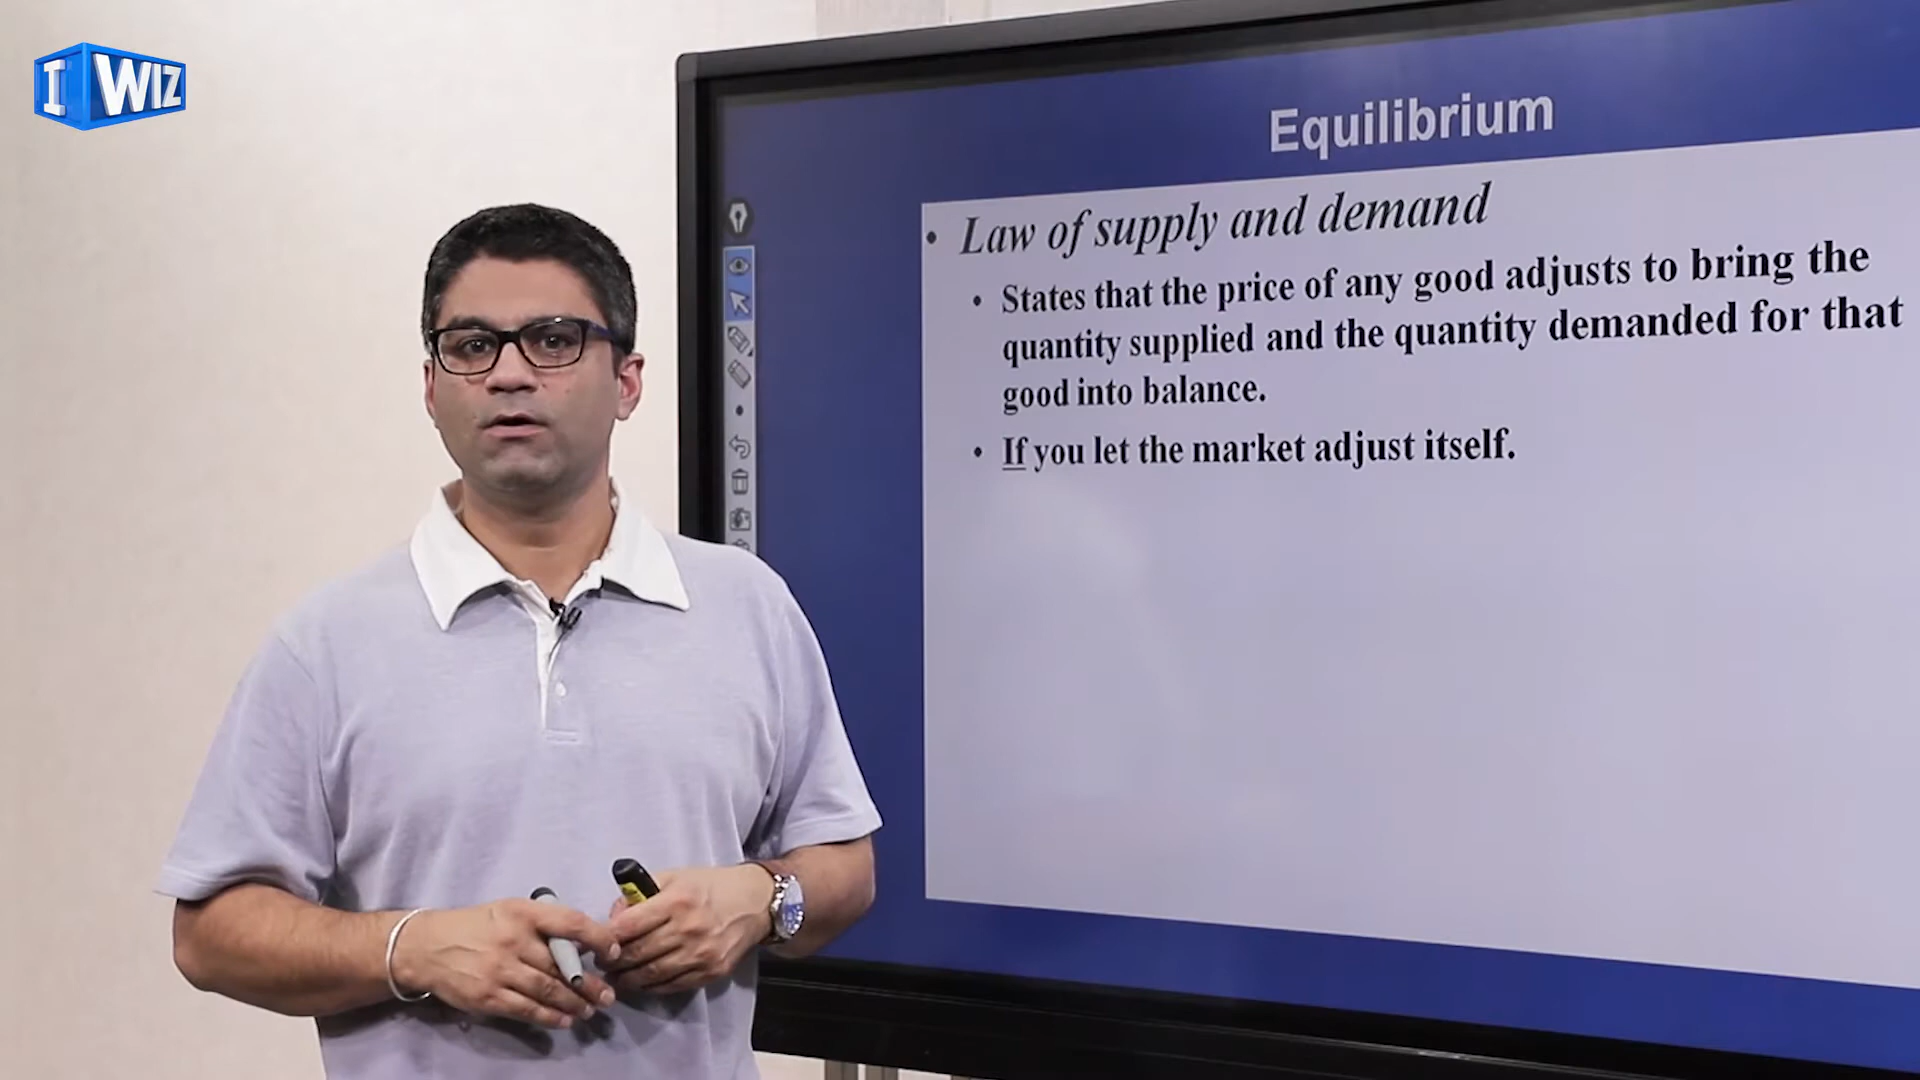 I WIZ
Equilibrium
• Law of supply and demand
• States that the price of any good adjusts to bring the
quantity supplied and the quantity demanded for that
good into balance.
• If you let the market adjust itself.